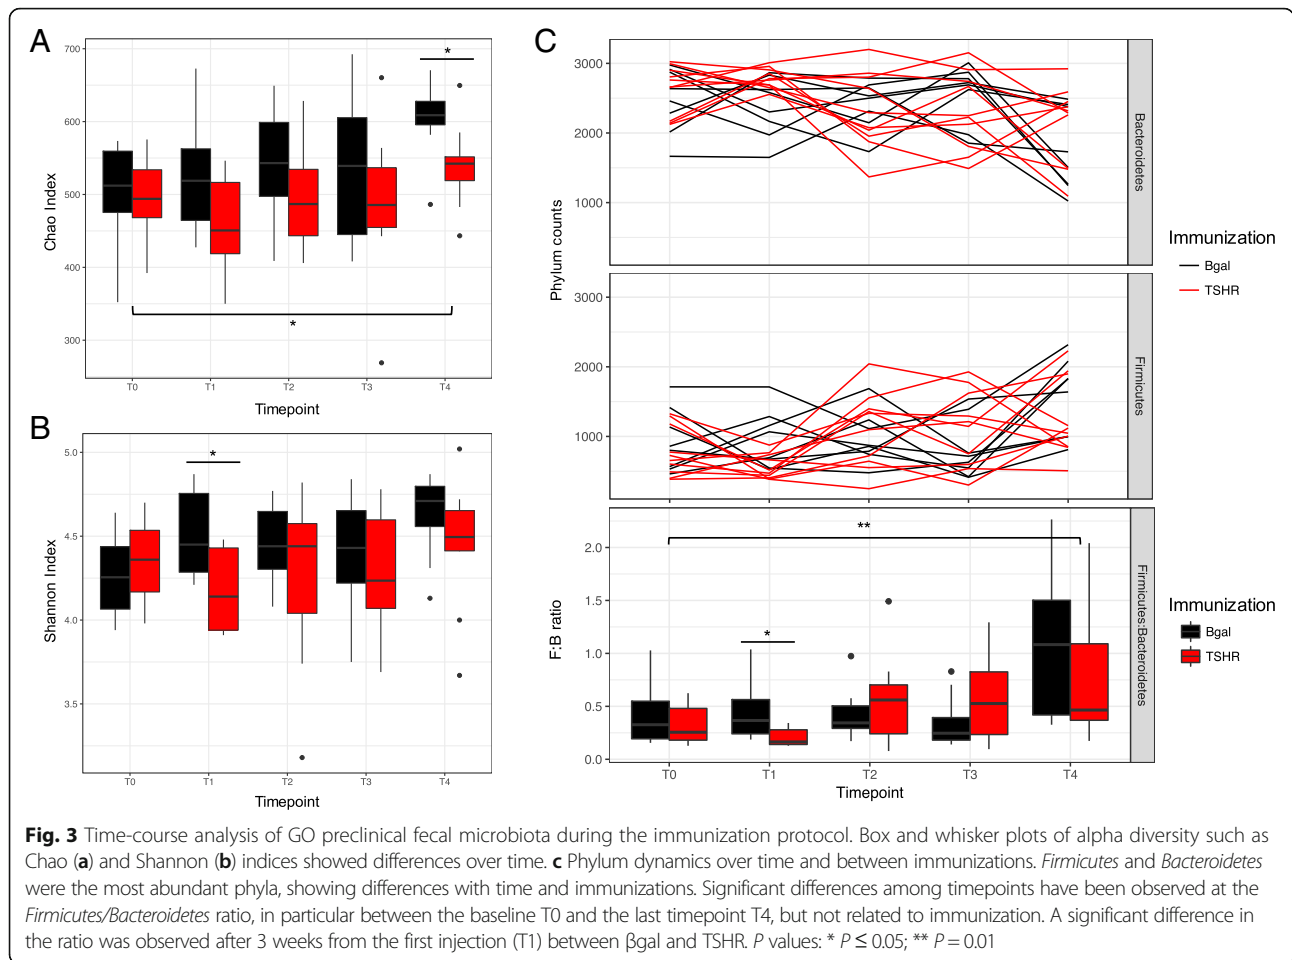 A
700
600
500
400
300
Chao Index
*
*
T0 T1 T2 T3 T4
Timepoint
B
5.0
4.5
4.0
3.5
Shannon Index
*
T0 T1 T2 T3 T4
Timepoint
C
3000
2000
1000
Bacteroidetes
Phylum counts
3000
2000
1000
Firmicutes
Immunization
Bgal
TSHR
2.0
1.5
1.0
0.5
0.0
F:B ratio
**
*
Firmicutes:Bacteroidetes
T0 T1 T2 T3 T4
Timepoint
Immunization
Bgal
TSHR
Fig. 3 Time-course analysis of GO preclinical fecal microbiota during the immunization protocol. Box and whisker plots of alpha diversity such as
Chao (a) and Shannon (b) indices showed differences over time. c Phylum dynamics over time and between immunizations. Firmicutes and Bacteroidetes
were the most abundant phyla, showing differences with time and immunizations. Significant differences among timepoints have been observed at the
Firmicutes/Bacteroidetes ratio, in particular between the baseline T0 and the last timepoint T4, but not related to immunization. A significant difference in
the ratio was observed after 3 weeks from the first injection (T1) between βgal and TSHR. P values: * P ≤ 0.05; ** P = 0.01